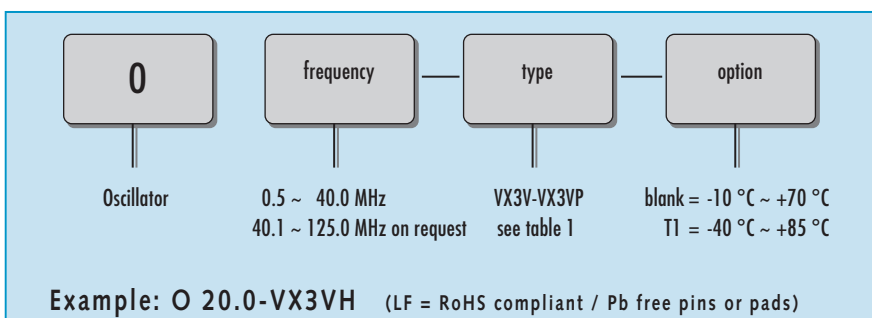 O
frequency
type
option
Oscillator
0.5 ~ 40.0 MHz
40.1 ~ 125.0 MHz on request
VX3V-VX3VP
see table 1
blank = -10 °C ~ +70 °C
T1 = -40 °C ~ +85 °C
Example: O 20.0-VX3VH (LF = RoHS compliant / Pb free pins or pads)